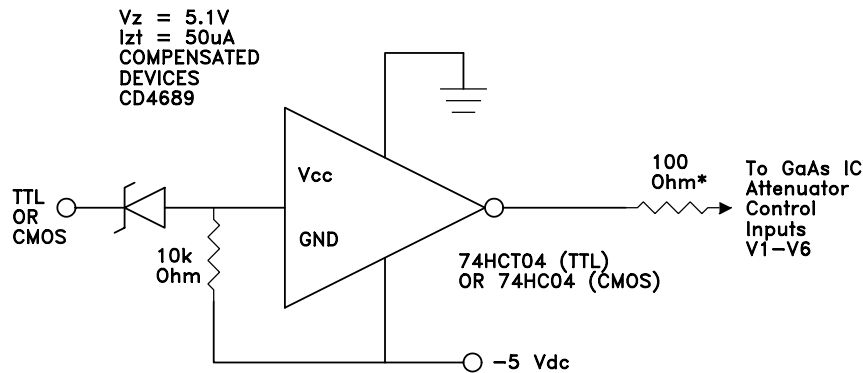 Vz = 5.1V
Izt = 50uA
COMPENSATED
DEVICES
CD4689
Vcc
GND
TTL
OR
CMOS
10k
Ohm
100
Ohm*
To GaAs IC
Attenuator
Control
Inputs
V1-V6
74HCT04 (TTL)
OR 74HC04 (CMOS)
-5 Vdc